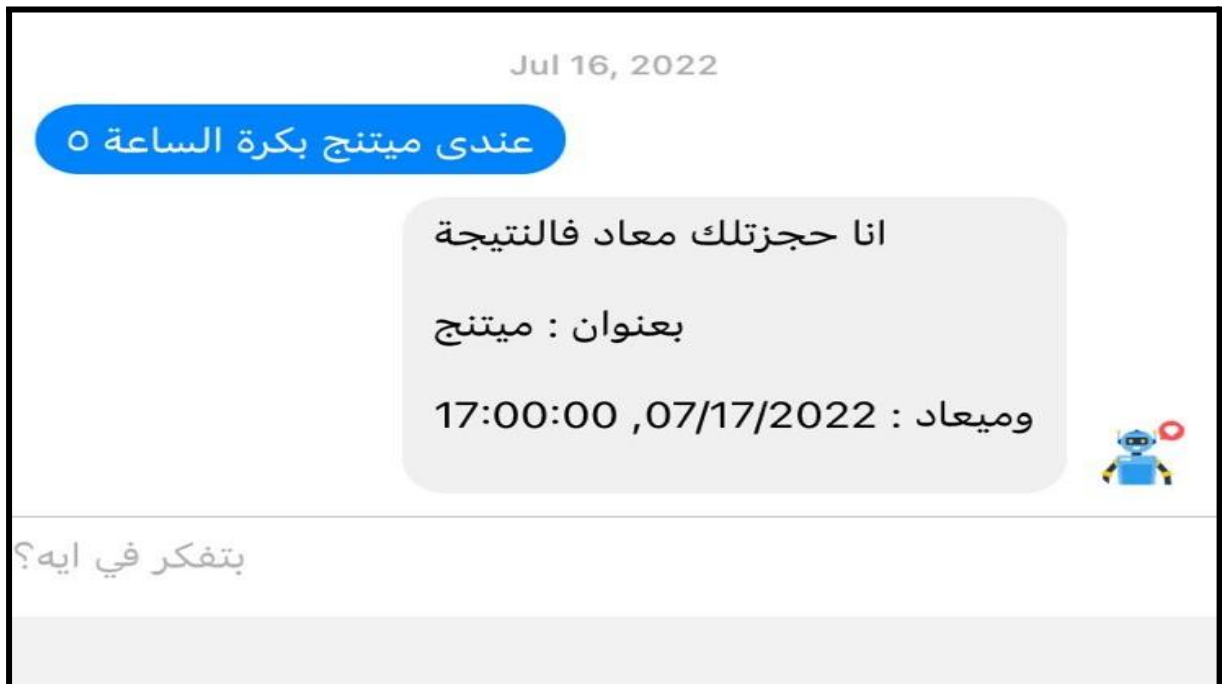 Jul 16, 2022
عندى ميتنج بكرة الساعة ٥
انا حجزتلك معاد فالنتيجة
بعنوان : ميتنج
وميعاد : 07/17/2022, 17:00:00
بتفكر في ايه؟